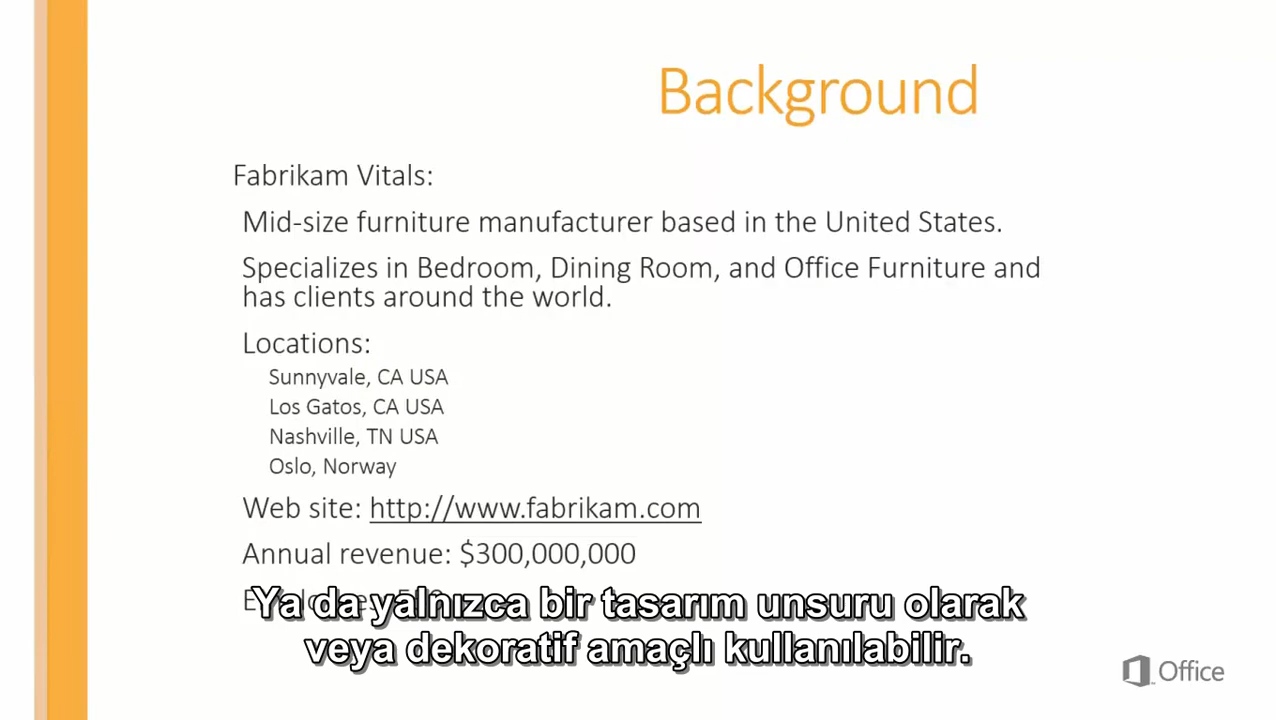 Background
Fabrikam Vitals:
Mid-size furniture manufacturer based in the United States.
Specializes in Bedroom, Dining Room, and Office Furniture and
has clients around the world.
Locations:
Sunnyvale, CA USA
Los Gatos, CA USA
Nashville, TN USA
Oslo, Norway
Web site: http://www.fabrikam.com
Annual revenue: $300,000,000
Ya da yalnızca bir tasarım unsuru olarak
veya dekoratif amaçlı kullanılabilir.
Office